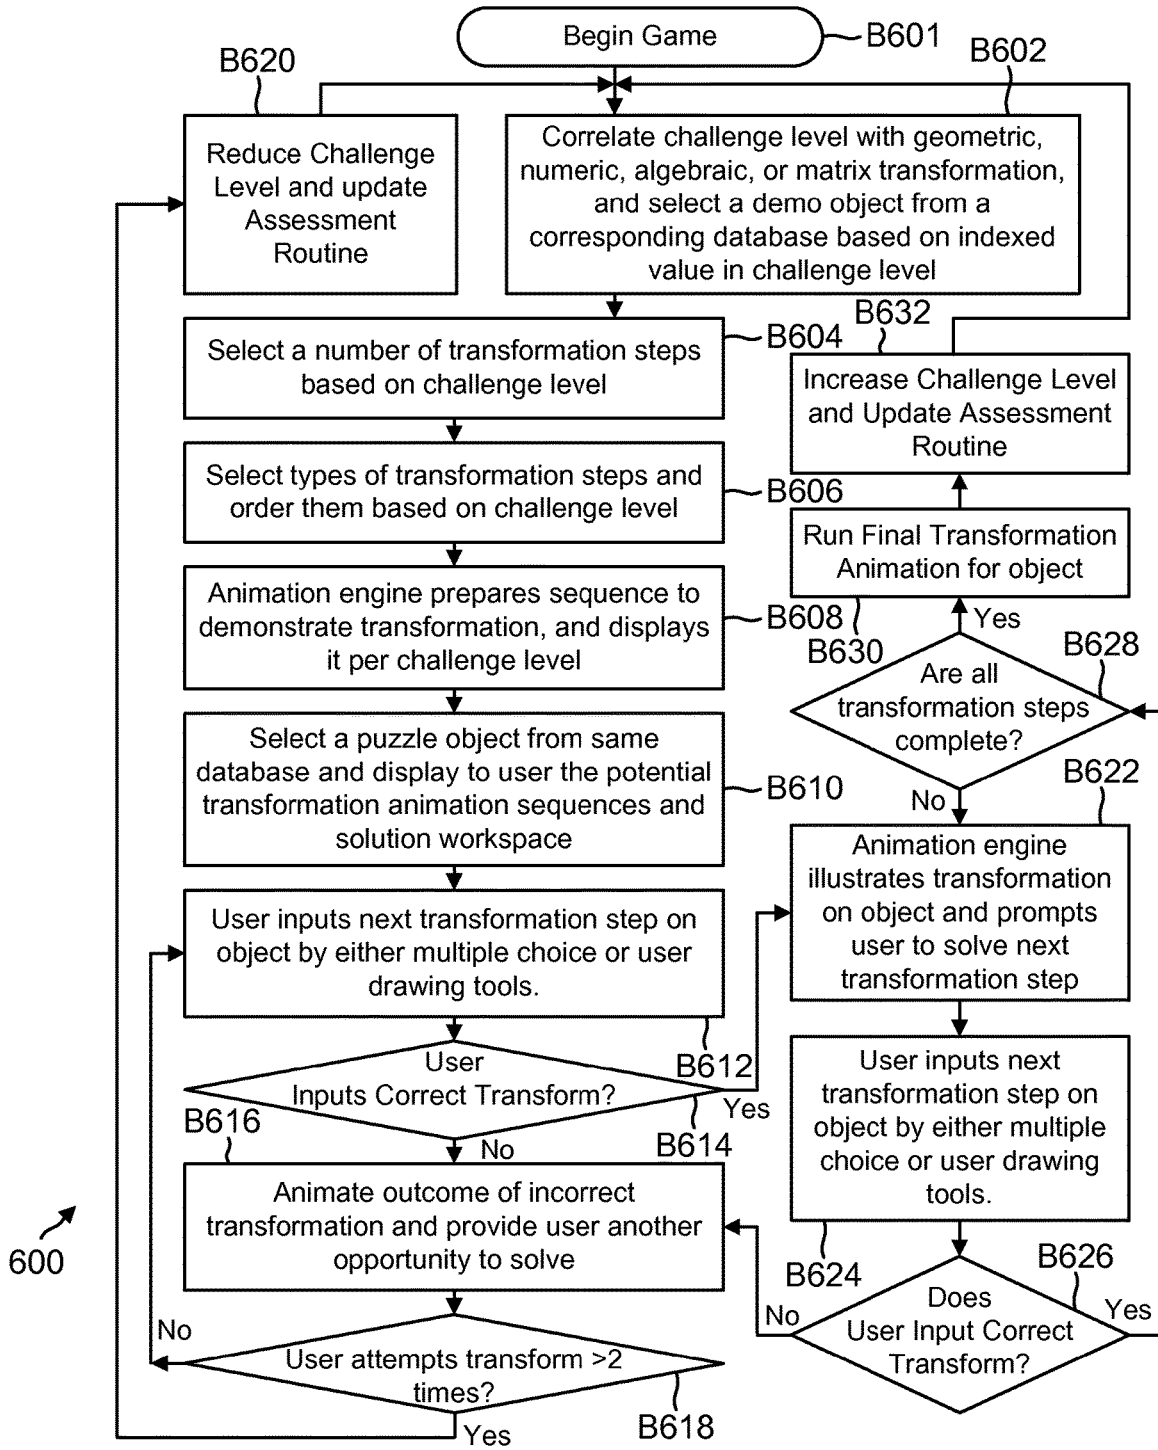 Begin Game
B601
B620
B602
Reduce Challenge
Level and update
Assessment
Routine
Correlate challenge level with geometric,
numeric, algebraic, or matrix transformation,
and select a demo object from a
corresponding database based on indexed
value in challenge level
B604
Select a number of transformation steps
based on challenge level
B632
Increase Challenge Level
and Update Assessment
Routine
Select types of transformation steps and
order them based on challenge level
B606
Run Final Transformation
Animation for object
B630
Yes
Animation engine prepares sequence to
demonstrate transformation, and displays
it per challenge level
B608
B628
Are all
transformation steps
complete?
No
Select a puzzle object from same
database and display to user the potential
transformation animation sequences and
solution workspace
B610
B622
Animation engine
illustrates transformation
on object and prompts
user to solve next
transformation step
User inputs next transformation step on
object by either multiple choice or user
drawing tools.
B612
User
Inputs Correct Transform?
Yes
B614
No
User inputs next
transformation step on
object by either multiple
choice or user drawing
tools.
B624
B616
Animate outcome of incorrect
transformation and provide user another
opportunity to solve
B626
Does
User Input Correct
Transform?
No
Yes
User attempts transform >2
times?
No
Yes
B618
600